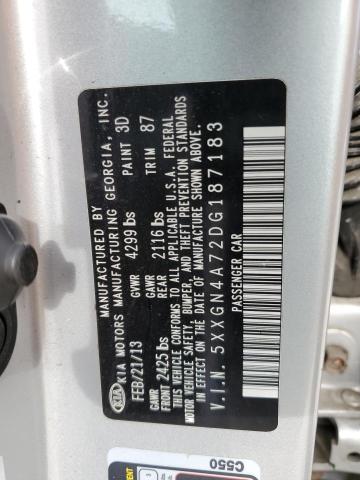 MANUFACTURED BY
KIA KIA MOTORS MANUFACTURING GEORGIA, INC.
FEB/21/13 GVWR 4299 lbs PAINT 3D
GAWR GAWR TRIM 87
FRONT 2425 lbs 2116 lbs
THIS VEHICLE CONFORMS TO ALL APPLICABLE U.S.A. FEDERAL
MOTOR VEHICLE SAFETY, BUMPER, AND THEFT PREVENTION STANDARDS
IN EFFECT ON THE DATE OF MANUFACTURE SHOWN ABOVE.
V.I.N. 5XXGN4A72DG187183
PASSENGER CAR
C550